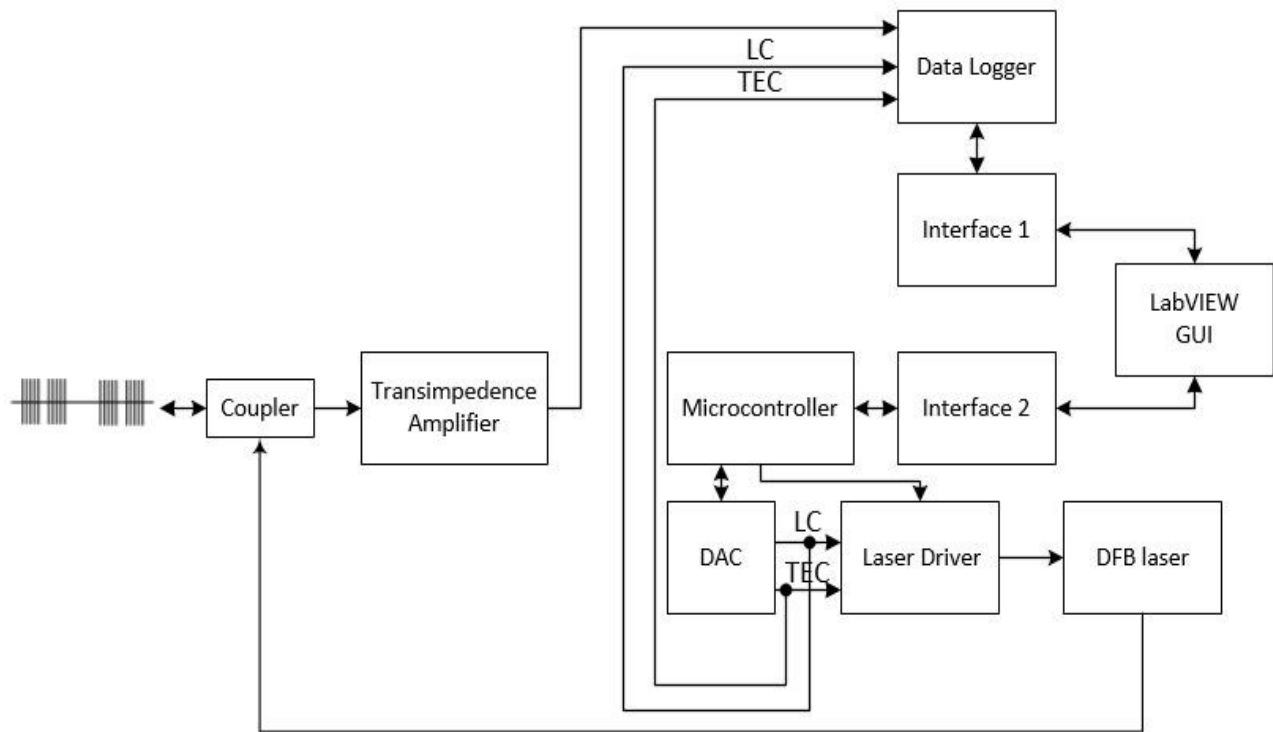 LC
TEC
Data Logger
Interface 1
LabVIEW
GUI
Coupler
Transimpedence
Amplifier
Microcontroller
Interface 2
DAC
LC
TEC
Laser Driver
DFB laser